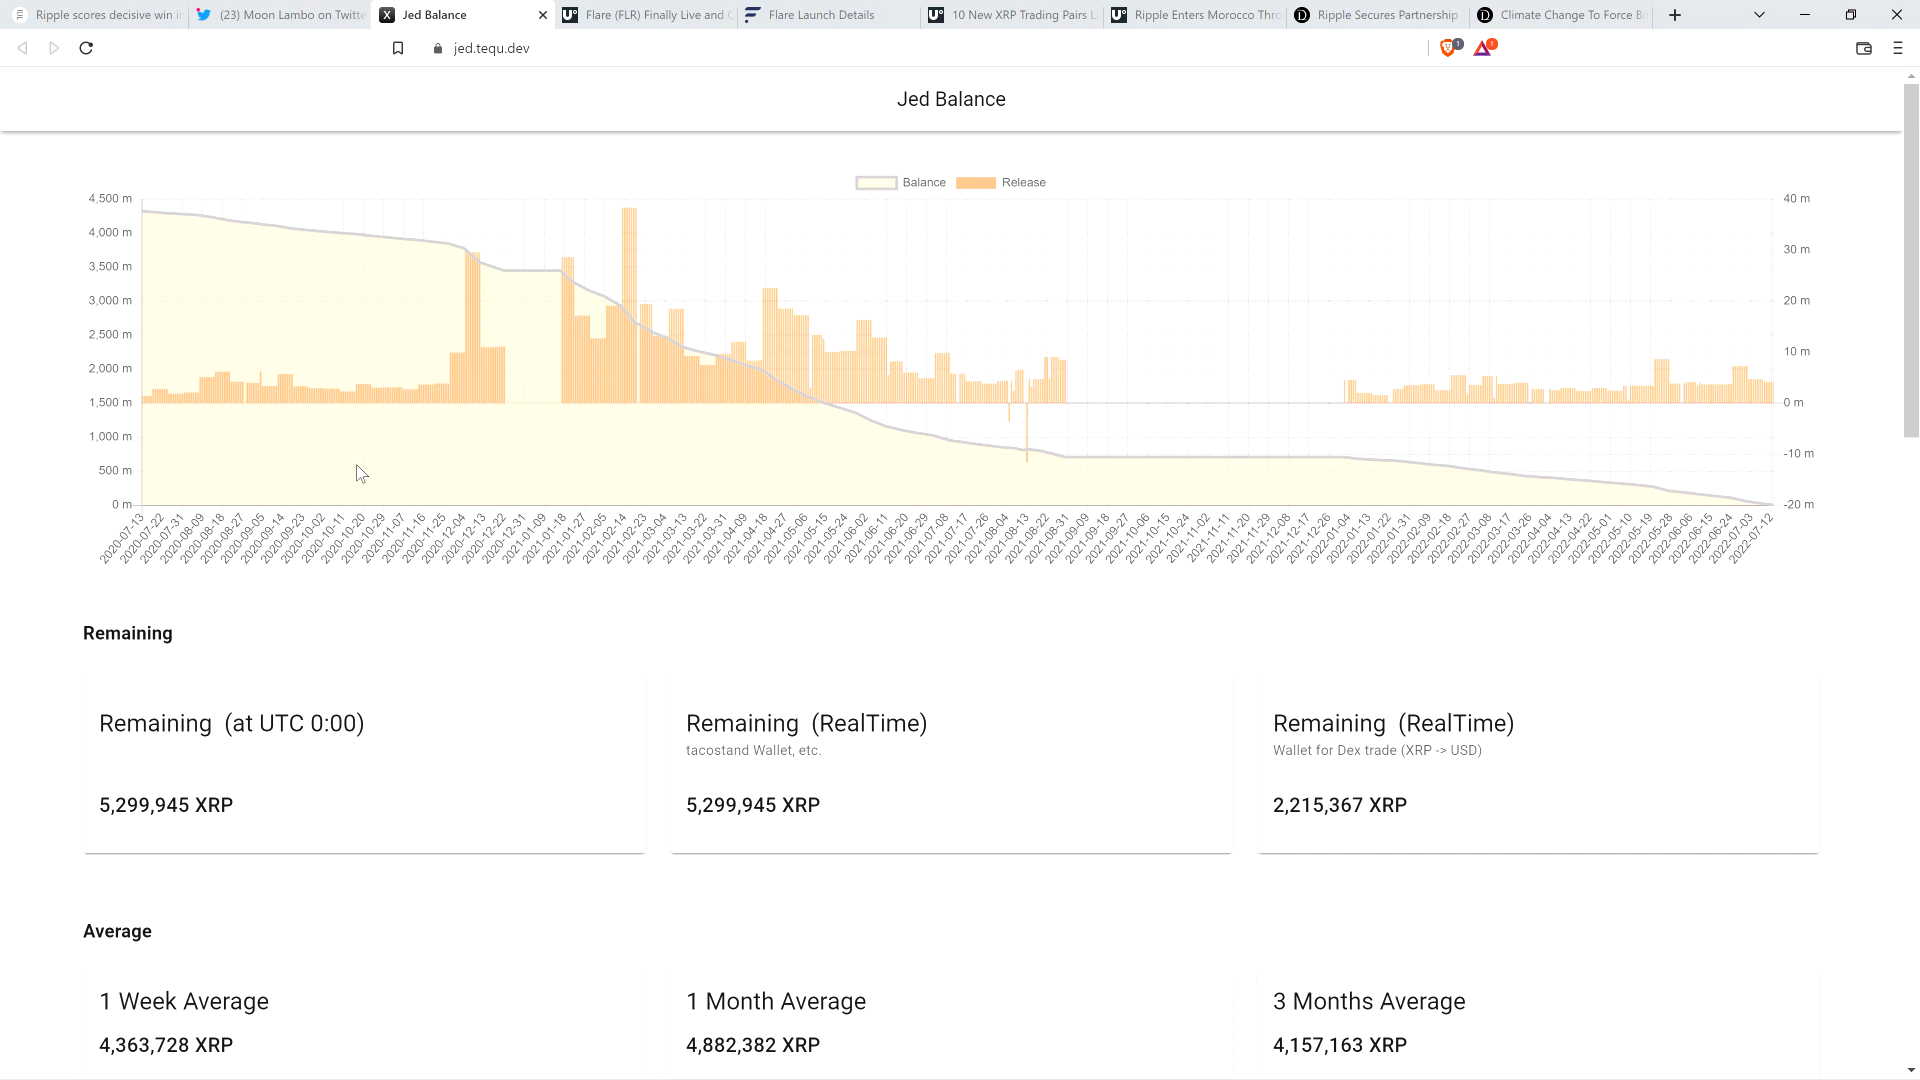 Ripple scores decisive win i
(23) Moon Lambo on Twitte
Jed Balance
Flare (FLR) Finally Live and
Flare Launch Details
10 New XRP Trading Pairs L
Ripple Enters Morocco Thro
Ripple Secures Partnership
Climate Change To Force Bi
jed.tequ.dev
1
1
Jed Balance
Balance
Release
4,500 m
4,000 m
3,500 m
3,000 m
2,500 m
2,000 m
1,500 m
1,000 m
500 m
0 m
40 m
30 m
20 m
10 m
0 m
-10 m
-20 m
2020-07-13
2020-07-22
2020-07-31
2020-08-09
2020-08-18
2020-08-27
2020-09-05
2020-09-14
2020-09-23
2020-10-02
2020-10-11
2020-10-20
2020-10-29
2020-11-07
2020-11-16
2020-11-25
2020-12-04
2020-12-13
2020-12-22
2020-12-31
2021-01-09
2021-01-18
2021-01-27
2021-02-05
2021-02-14
2021-02-23
2021-03-04
2021-03-13
2021-03-22
2021-03-31
2021-04-09
2021-04-18
2021-04-27
2021-05-06
2021-05-15
2021-05-24
2021-06-02
2021-06-11
2021-06-20
2021-06-29
2021-07-08
2021-07-17
2021-07-26
2021-08-04
2021-08-13
2021-08-22
2021-08-31
2021-09-09
2021-09-18
2021-09-27
2021-10-06
2021-10-15
2021-10-24
2021-11-02
2021-11-11
2021-11-20
2021-11-29
2021-12-08
2021-12-17
2021-12-26
2022-01-04
2022-01-13
2022-01-22
2022-01-31
2022-02-09
2022-02-18
2022-02-27
2022-03-08
2022-03-17
2022-03-26
2022-04-04
2022-04-13
2022-04-22
2022-05-01
2022-05-10
2022-05-19
2022-05-28
2022-06-06
2022-06-15
2022-06-24
2022-07-03
2022-07-12
Remaining
Remaining (at UTC 0:00)
5,299,945 XRP
Remaining (RealTime)
tacostand Wallet, etc.
5,299,945 XRP
Remaining (RealTime)
Wallet for Dex trade (XRP -> USD)
2,215,367 XRP
Average
1 Week Average
4,363,728 XRP
1 Month Average
4,882,382 XRP
3 Months Average
4,157,163 XRP